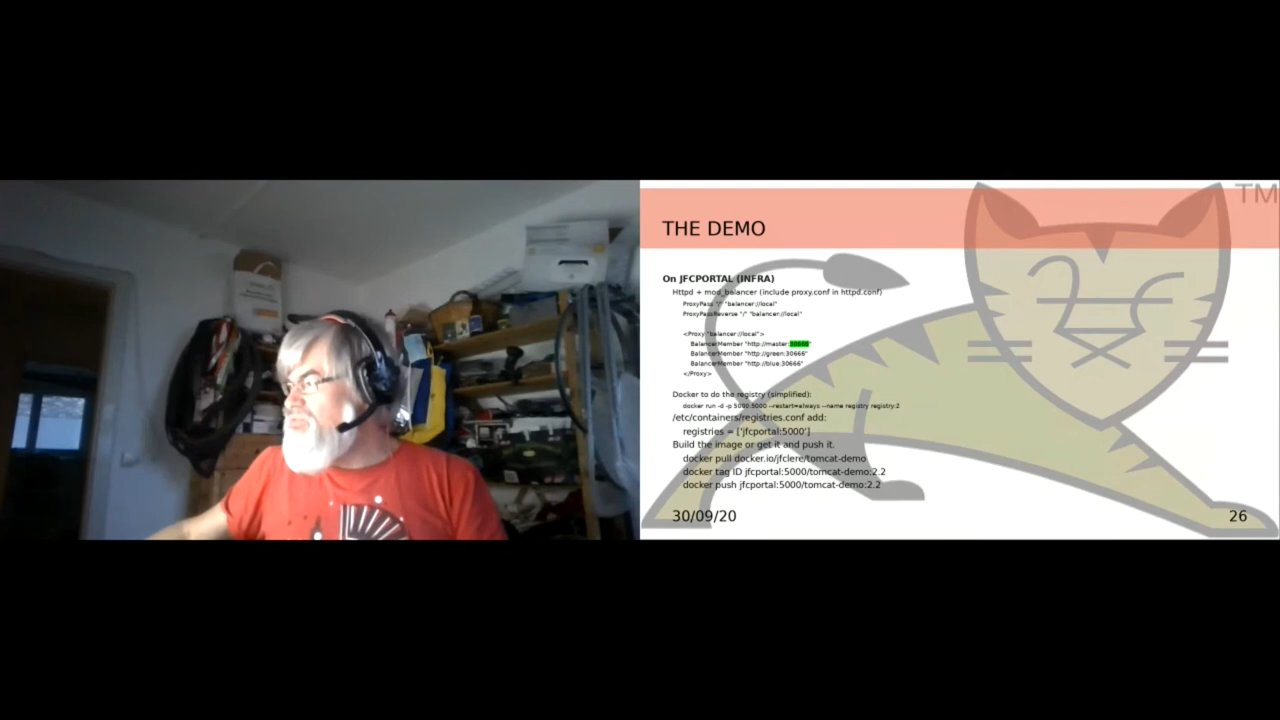 TM
THE DEMO
On JFCPORTAL (INFRA)
Httpd + mod_balancer (include proxy.conf in httpd.conf)
ProxyPass "/" "balancer://local"
ProxyPassReverse "/" "balancer://local"
<Proxy "balancer://local">
BalancerMember "http://master:30666"
BalancerMember "http://green:30666"
BalancerMember "http://blue:30666"
</Proxy>
Docker to do the registry (simplified):
docker run -d -p 5000:5000 --restart=always --name registry registry:2
/etc/containers/registries.conf add:
registries = ['jfcportal:5000']
Build the image or get it and push it.
docker pull docker.io/jfclere/tomcat-demo
docker tag ID jfcportal:5000/tomcat-demo:2.2
docker push jfcportal:5000/tomcat-demo:2.2
30/09/20
26